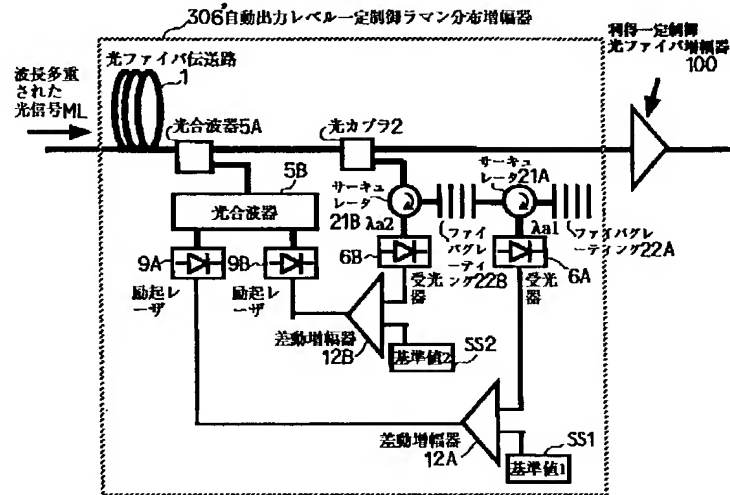 306'自動出力レベル一定制御ラマン分布増幅器
光ファイバ伝送路
1
波長多重
された
光信号ML
利得一定制御
光ファイバ増幅器
100
光合波器5A
光カプラ2
5B
光合波器
サーキュ
レータ
21B
λa2
サーキュ
レータ21A
λa1
ファイ
バグレ
ーティ
ング22B
ファイバグレ
ーティング22A
9A
9B
6B
6A
励起レ
ーザ
励起レ
ーザ
受光
器
受光
器
差動増幅器
12B
基準値2
SS2
差動増幅器
12A
基準値1
SS1